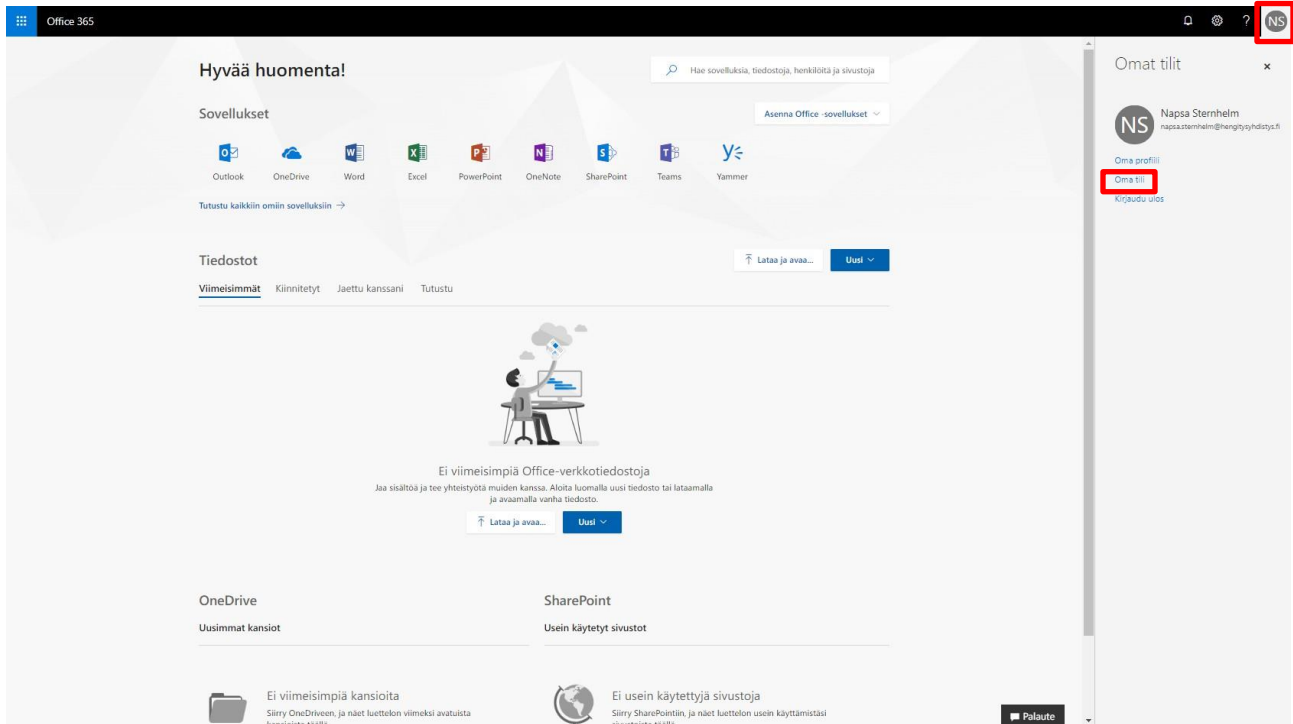 Office 365
?
NS
Hyvää huomenta!
Hae sovelluksia, tiedostoja, henkilöitä ja sivustoja
Sovellukset
Asenna Office -sovellukset
Outlook
OneDrive
Word
Excel
PowerPoint
OneNote
SharePoint
Teams
Yammer
Tutustu kaikkiin omiin sovelluksiin →
Tiedostot
Lataa ja avaa...
Uusi
Viimeisimmät
Kiinnitetyt
Jaettu kanssani
Tutustu
Ei viimeisimpiä Office-verkkotiedostoja
Jaa sisältöä ja tee yhteistyötä muiden kanssa. Aloita luomalla uusi tiedosto tai lataamalla
ja avaamalla vanha tiedosto.
Lataa ja avaa...
Uusi
OneDrive
Uusimmat kansiot
Ei viimeisimpiä kansioita
Siirry OneDriveen, ja näet luettelon viimeksi avatuista
SharePoint
Usein käytetyt sivustot
Ei usein käytettyjä sivustoja
Siirry SharePointiin, ja näet luettelon usein käyttämistäsi
Palaute
Omat tilit
NS
Napsa Sternhelm
napsa.sternhelm@hengitysyhdistys.fi
Oma profiili
Oma tili
Kirjaudu ulos